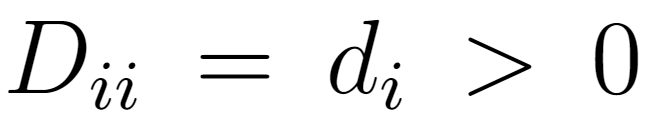 D_{ii} = d_i > 0